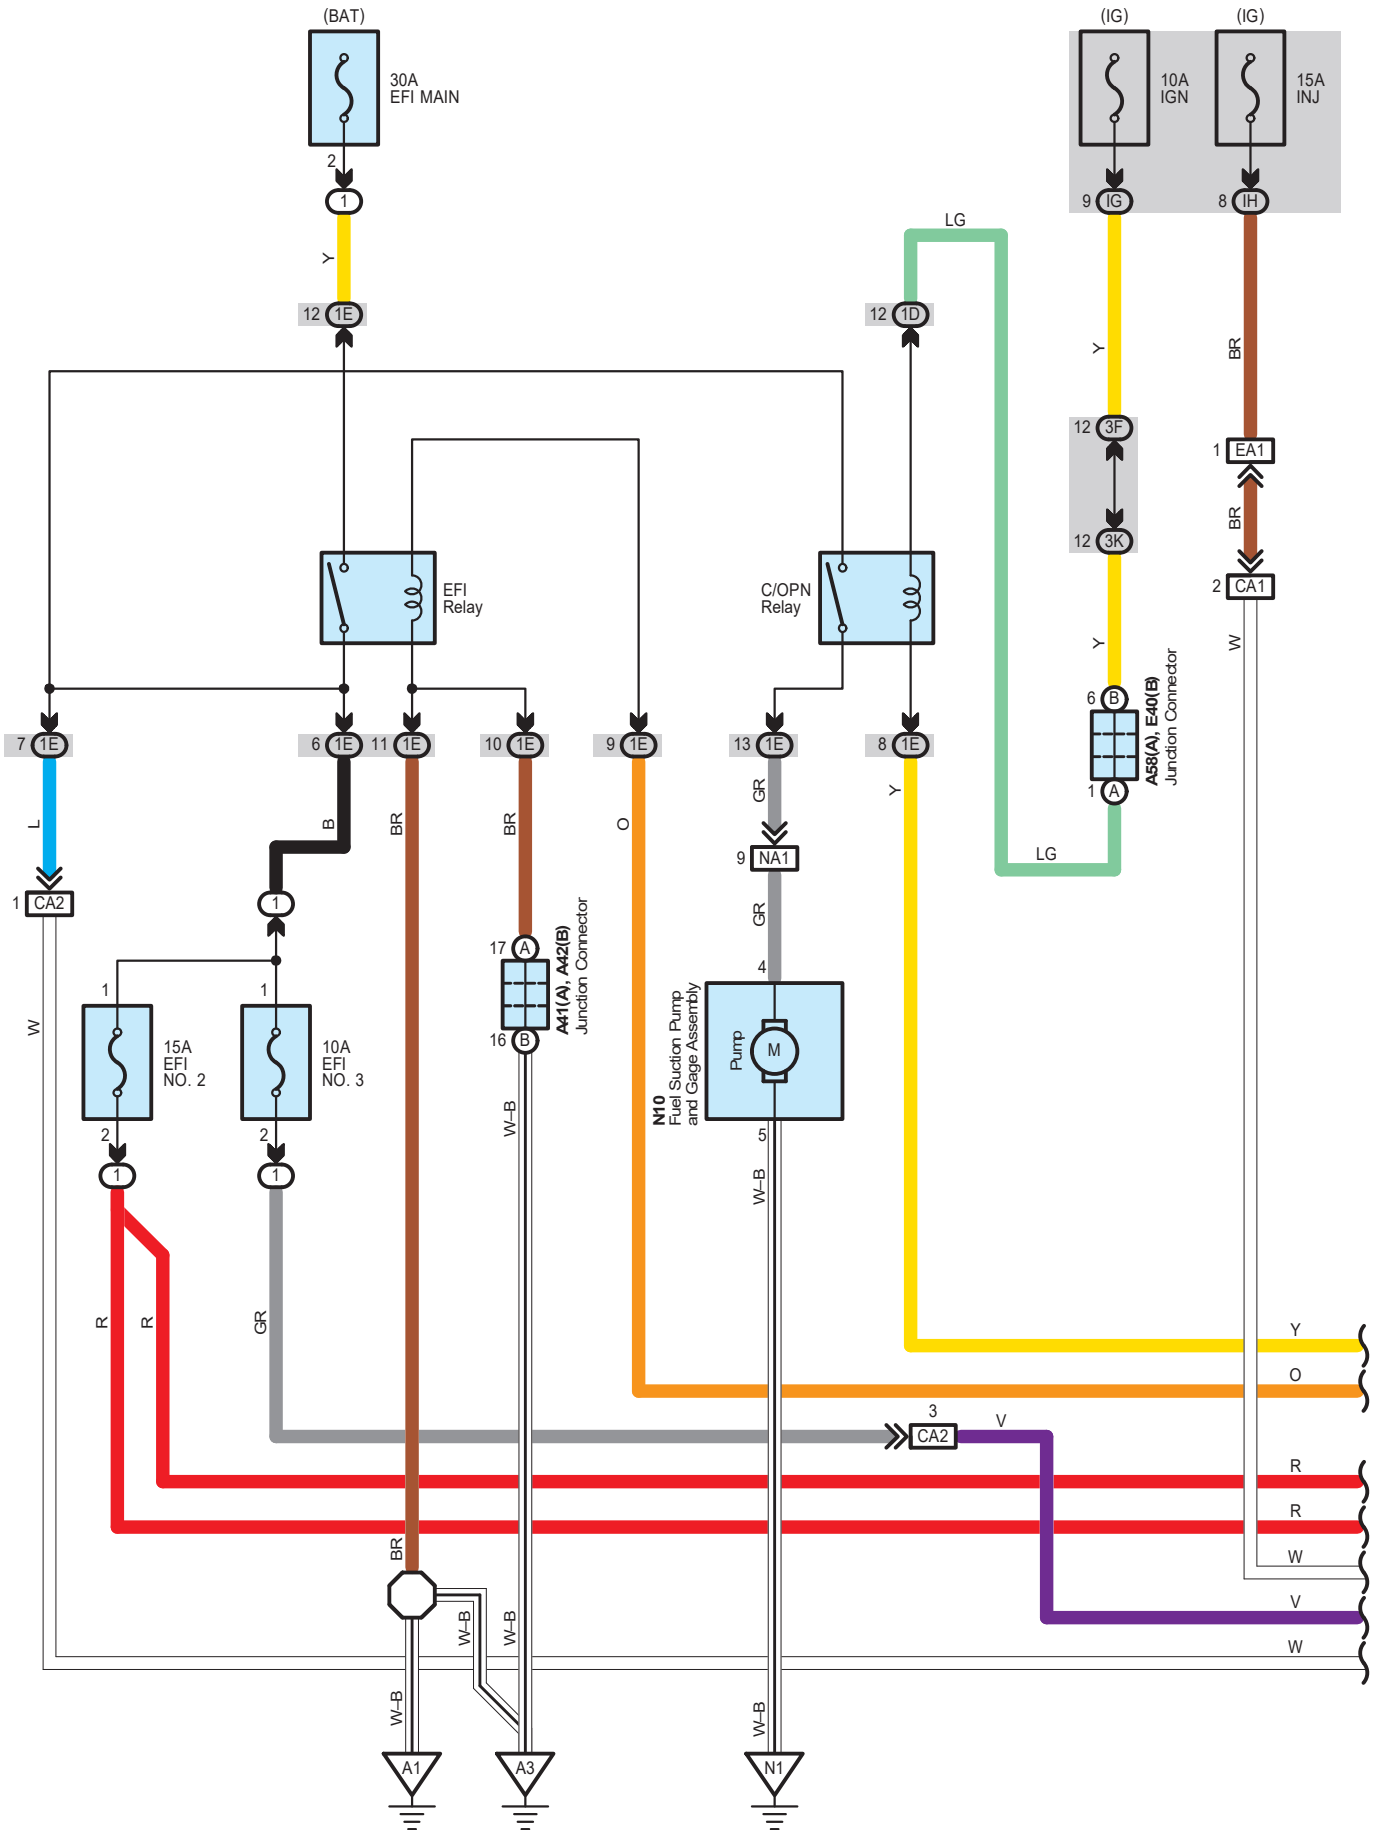 (BAT)
(IG)
(IG)
30A
EFI MAIN
10A
IGN
15A
INJ
2
1
9 IG
8 IH
LG
Y
12 1E
12 1D
Y
BR
12 3F
1 EA1
BR
12 3K
2 CA1
EFI
Relay
C/OPN
Relay
Y
W
6 B
A58(A), E40(B)
Junction Connector
1 A
7 1E
6 1E
11 1E
10 1E
9 1E
13 1E
8 1E
L
B
BR
BR
O
GR
Y
LG
9 NA1
1 CA2
1
GR
17 A
A41(A), A42(B)
Junction Connector
16 B
4
1
1
W
15A
EFI
NO. 2
10A
EFI
NO. 3
N10
Fuel Suction Pump
and Gage Assembly
Pump
M
2
2
5
W–B
1
1
W–B
R
R
GR
Y
O
3
CA2
V
R
R
BR
W
V
W–B
W–B
W
W–B
W–B
A1
A3
N1